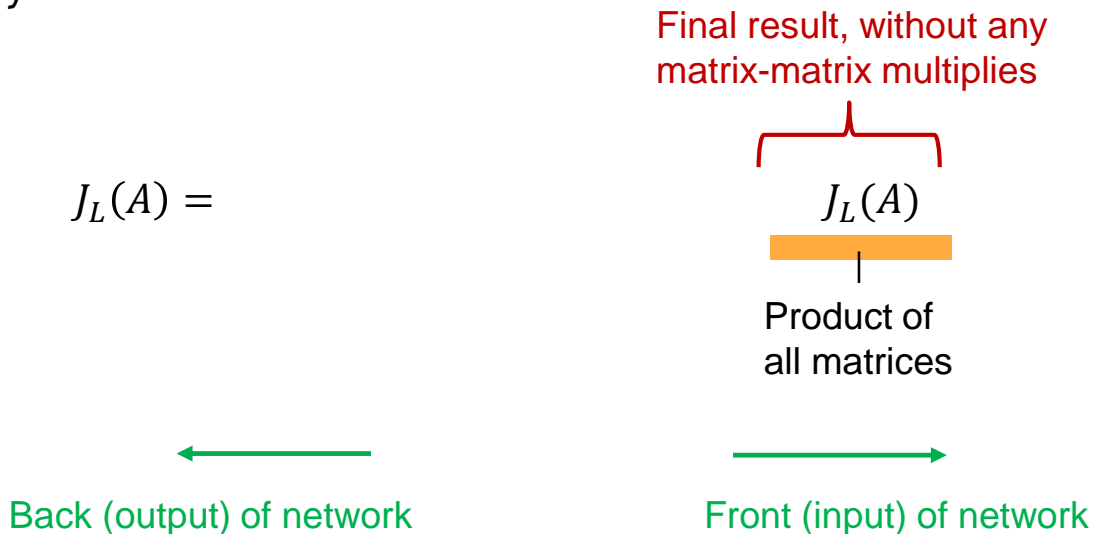 Final result, without any
matrix-matrix multiplies
J_L(A) =
J_L(A)
Product of
all matrices
Back (output) of network
Front (input) of network